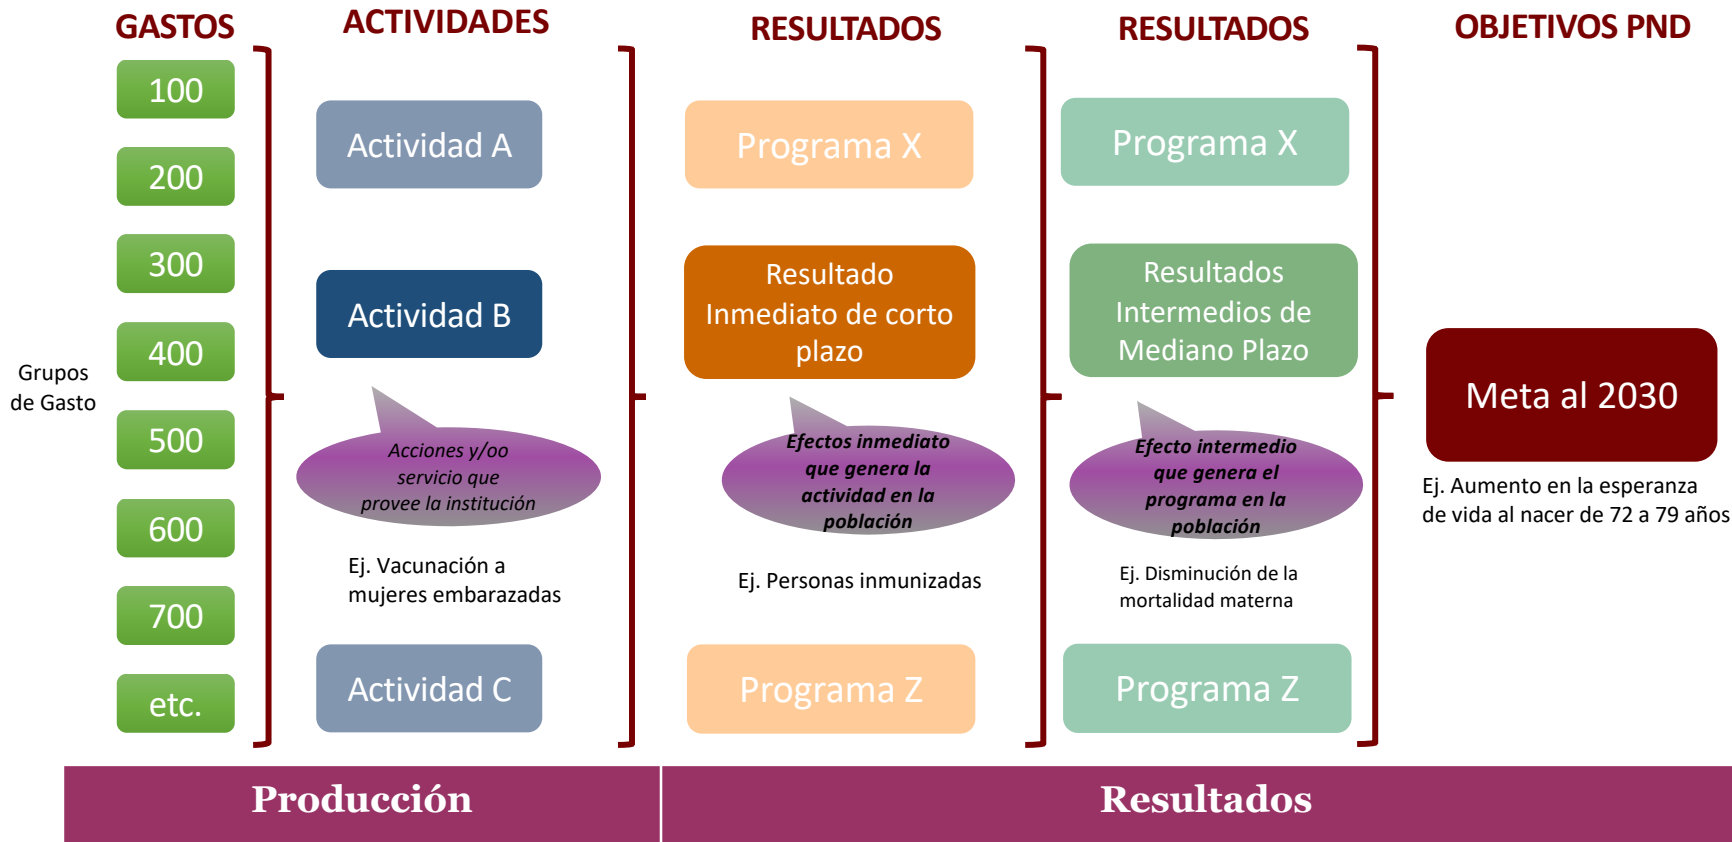 GASTOS
100
200
300
400
500
600
700
etc.
Grupos
de Gasto
ACTIVIDADES
Actividad A
Actividad B
Acciones y/oo
servicio que
provee la institución
Ej. Vacunación a
mujeres embarazadas
Actividad C
RESULTADOS
Programa X
Resultado
Inmediato de corto
plazo
Efectos inmediato
que genera la
actividad en la
población
Ej. Personas inmunizadas
Programa Z
RESULTADOS
Programa X
Resultados
Intermedios de
Mediano Plazo
Efecto intermedio
que genera el
programa en la
población
Ej. Disminución de la
mortalidad materna
Programa Z
OBJETIVOS PND
Meta al 2030
Ej. Aumento en la esperanza
de vida al nacer de 72 a 79 años
Producción
Resultados